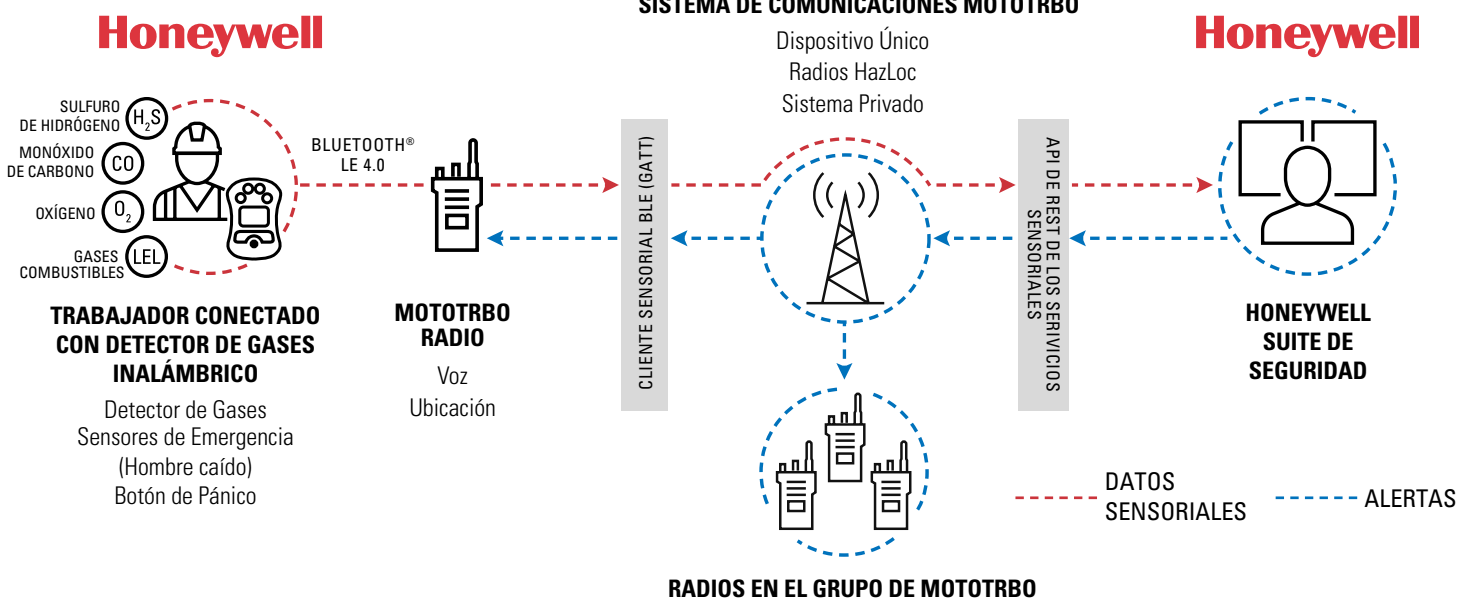 SISTEMA DE COMUNICACIONES MOTOTRBO
Honeywell
Dispositivo Único
Radios HazLoc
Sistema Privado
Honeywell
SULFURO
DE HIDRÓGENO
H₂S
MONÓXIDO
DE CARBONO
CO
OXÍGENO
O₂
GASES
COMBUSTIBLES
LEL
BLUETOOTH®
LE 4.0
TRABAJADOR CONECTADO
CON DETECTOR DE GASES
INALÁMBRICO
Detector de Gases
Sensores de Emergencia
(Hombre caído)
Botón de Pánico
MOTOTRBO
RADIO
Voz
Ubicación
CLIENTE SENSORIAL BLE (GATT)
API DE REST DE LOS SERIVICIOS
SENSORIALES
HONEYWELL
SUITE DE
SEGURIDAD
DATOS
SENSORIALES
ALERTAS
RADIOS EN EL GRUPO DE MOTOTRBO